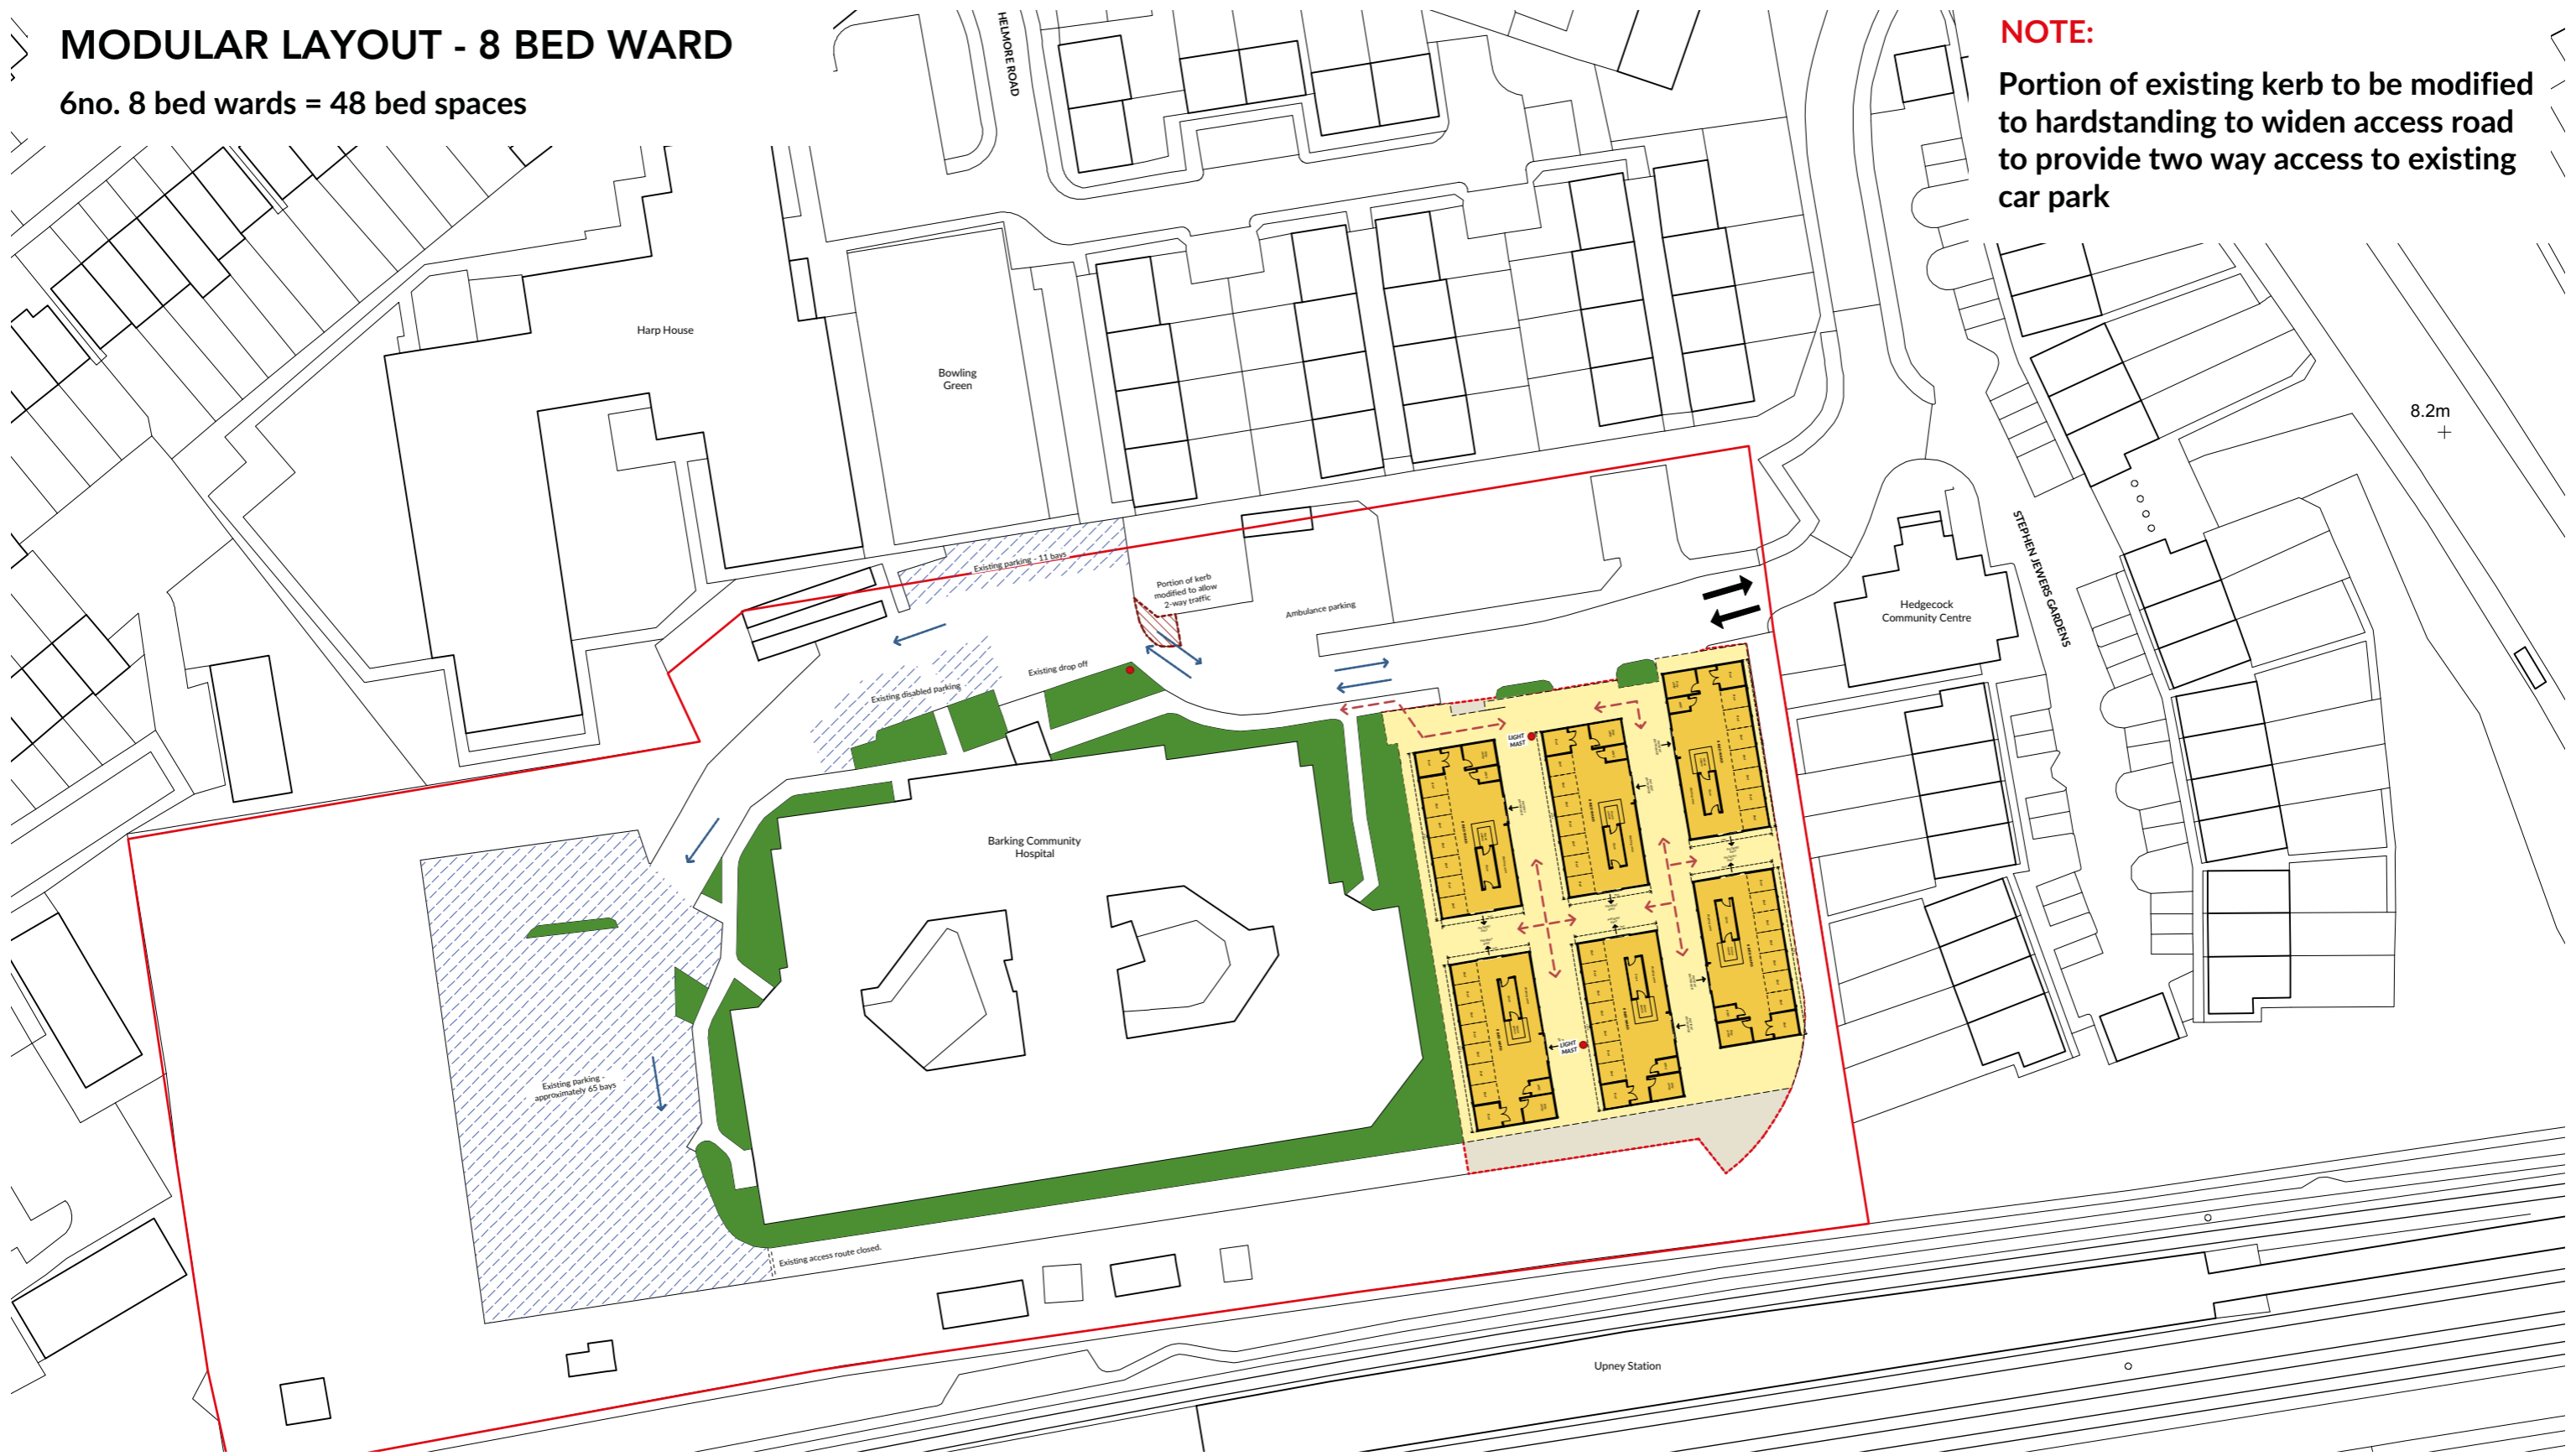 MODULAR LAYOUT - 8 BED WARD
6no. 8 bed wards = 48 bed spaces
NOTE:
Portion of existing kerb to be modified
to hardstanding to widen access road
to provide two way access to existing
car park
HELMORE ROAD
Harp House
Bowling
Green
8.2m
STEPHEN JEWERS GARDENS
Hedgecock
Community Centre
Existing parking - 11 bays
Portion of kerb
modified to allow
2-way traffic
Ambulance parking
Existing drop off
Existing disabled parking
LIGHT
MAST
Barking Community
Hospital
LIGHT
MAST
Existing parking -
approximately 65 bays
Existing access route closed.
Upney Station